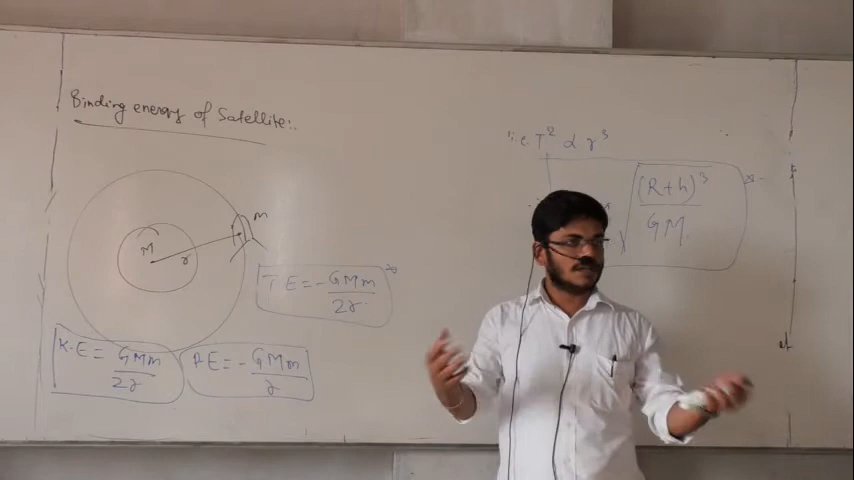 Binding energy of Satellite:.
M
r
m
T E = - GMm / 2r
K.E = GMm / 2r
P E = - GMm / r
i.e. T² α r³
√ (R+h)³ / GM